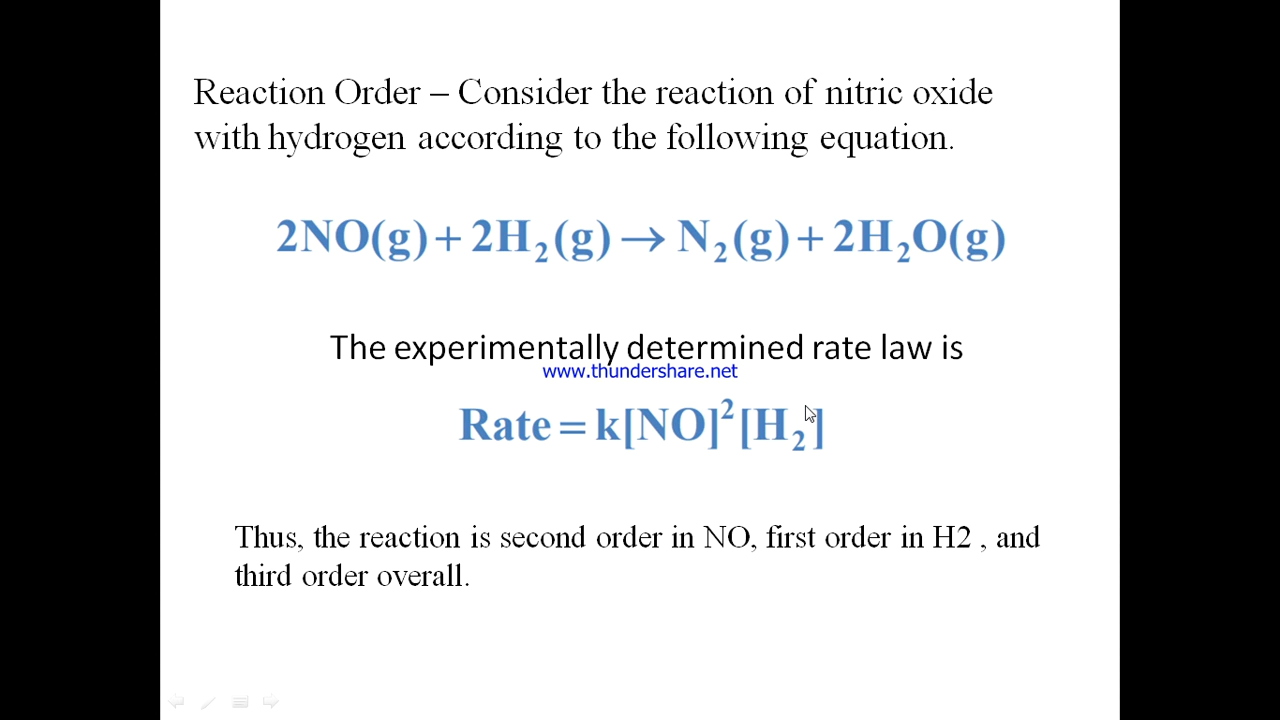 Reaction Order – Consider the reaction of nitric oxide
with hydrogen according to the following equation.
2NO(g) + 2H₂(g) → N₂(g) + 2H₂O(g)
The experimentally determined rate law is
www.thundershare.net
Rate = k[NO]²[H₂]
Thus, the reaction is second order in NO, first order in H2 , and
third order overall.